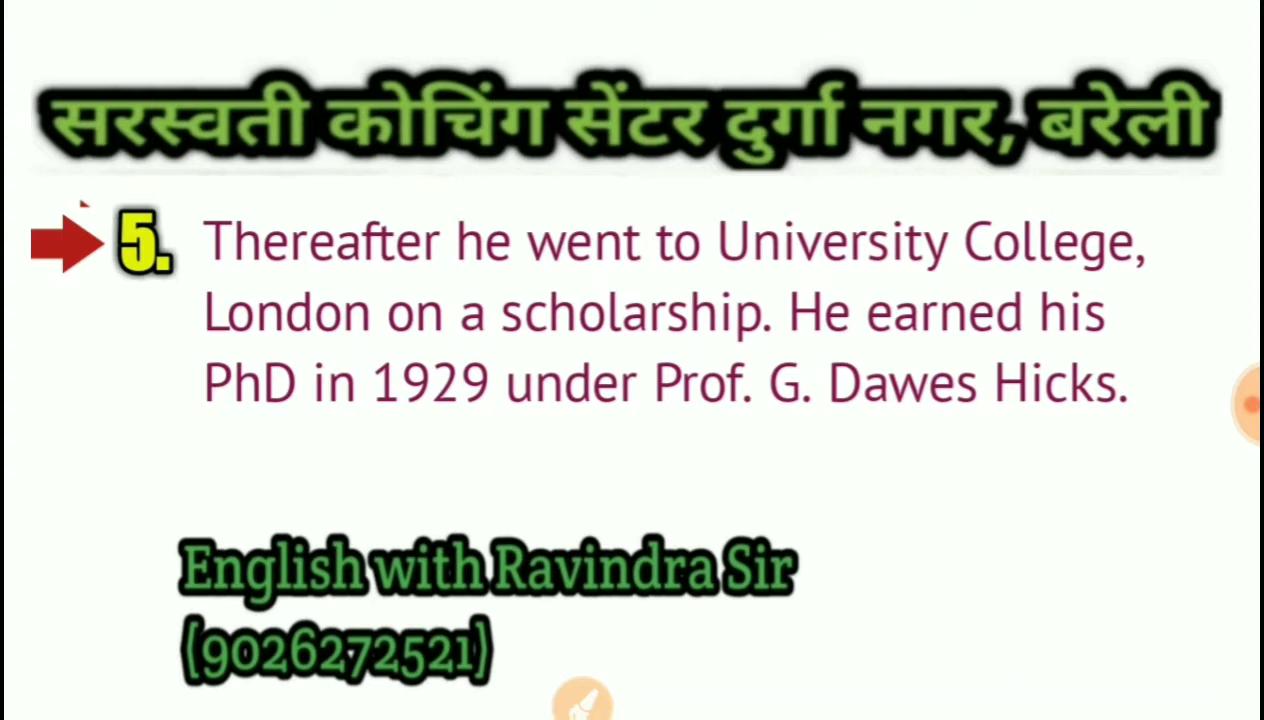 सरस्वती कोचिंग सेंटर दुर्गा नगर, बरेली
5. Thereafter he went to University College,
London on a scholarship. He earned his
PhD in 1929 under Prof. G. Dawes Hicks.
English with Ravindra Sir
(9026272521)